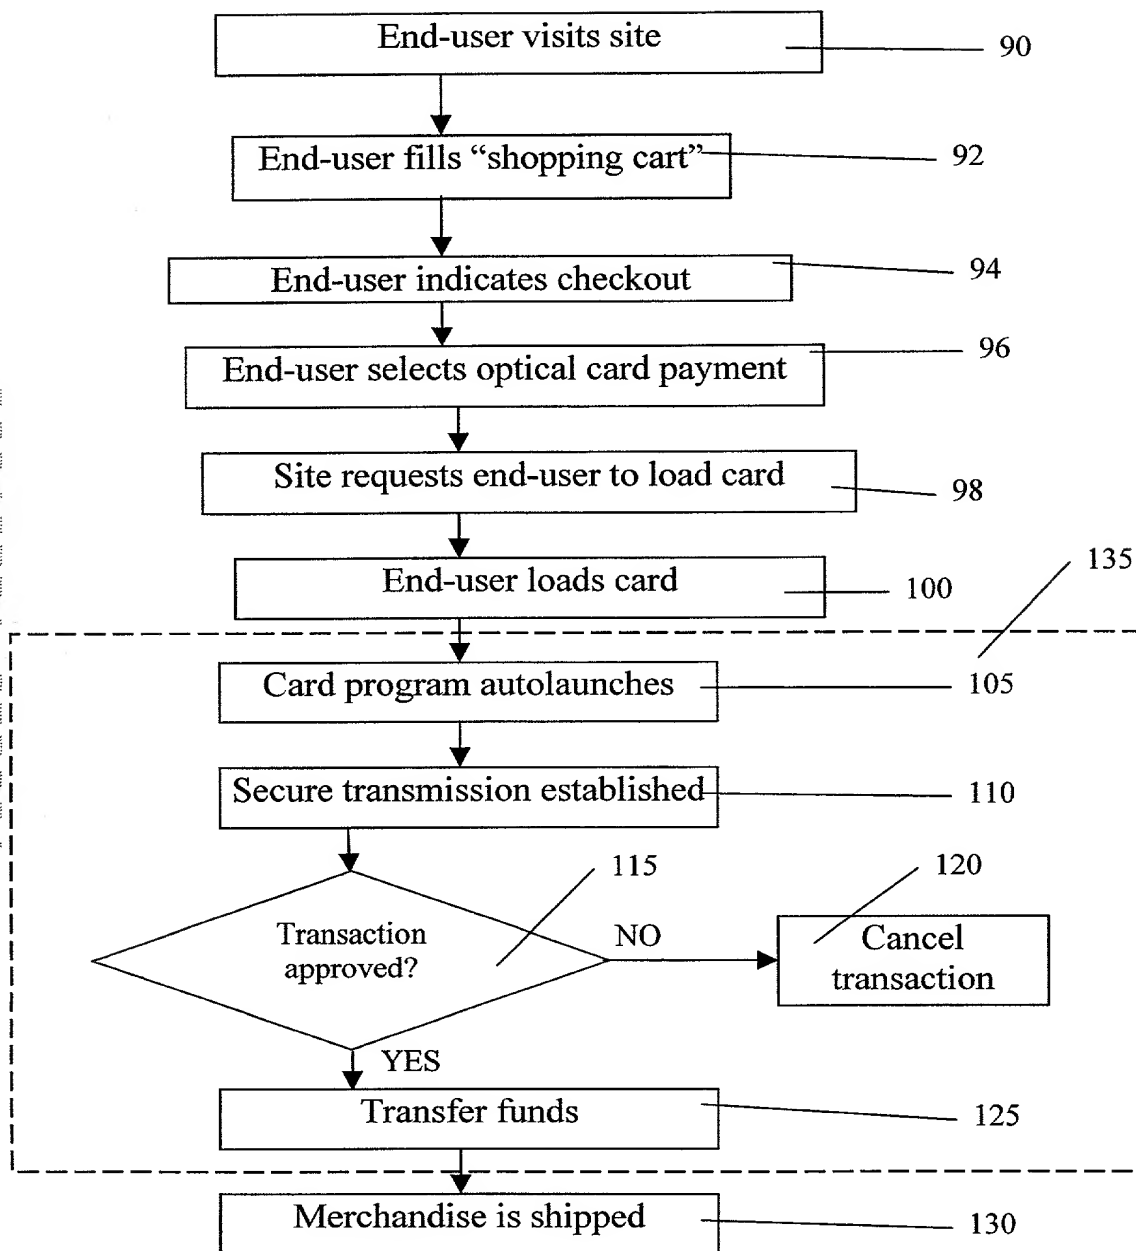 End-user visits site
90
End-user fills “shopping cart”
92
End-user indicates checkout
94
End-user selects optical card payment
96
Site requests end-user to load card
98
End-user loads card
100
135
Card program autolaunches
105
Secure transmission established
110
115
120
Transaction
approved?
NO
Cancel
transaction
YES
Transfer funds
125
Merchandise is shipped
130